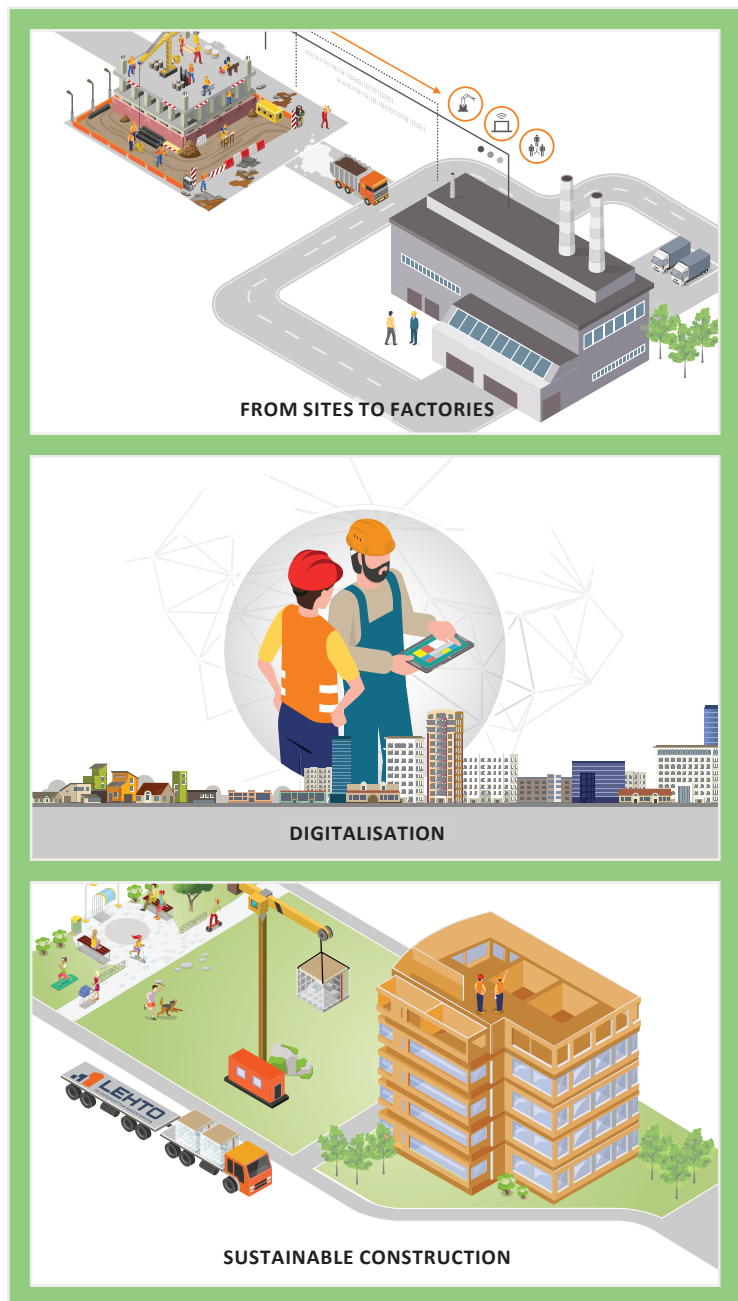 FROM SITES TO FACTORIES
DIGITALISATION
LEHTO
SUSTAINABLE CONSTRUCTION